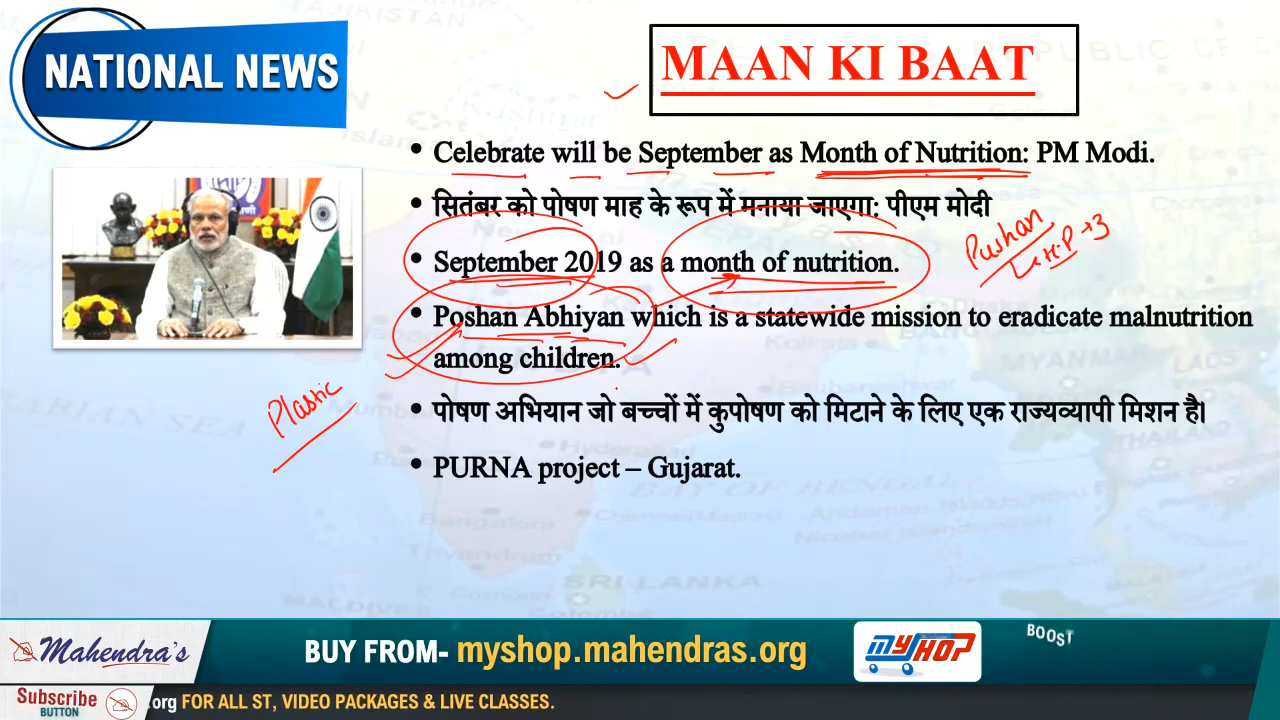 NATIONAL NEWS
MAAN KI BAAT
• Celebrate will be September as Month of Nutrition: PM Modi.
• सितंबर को पोषण माह के रूप में मनाया जाएगा: पीएम मोदी
• September 2019 as a month of nutrition.
Poshan
H.P → 3
• Poshan Abhiyan which is a statewide mission to eradicate malnutrition
among children.
Plastic
• पोषण अभियान जो बच्चों में कुपोषण को मिटाने के लिए एक राज्यव्यापी मिशन है।
• PURNA project – Gujarat.
Mahendra's
BUY FROM- myshop.mahendras.org
MYSHOP
BOOST
Subscribe
BUTTON
.org FOR ALL ST, VIDEO PACKAGES & LIVE CLASSES.